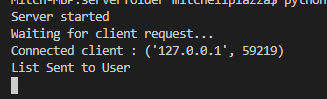 Mitch-MBP:serverfolder mitchellpiazza$ python
Server started
Waiting for client request...
Connected client : ('127.0.0.1', 59219)
List Sent to User